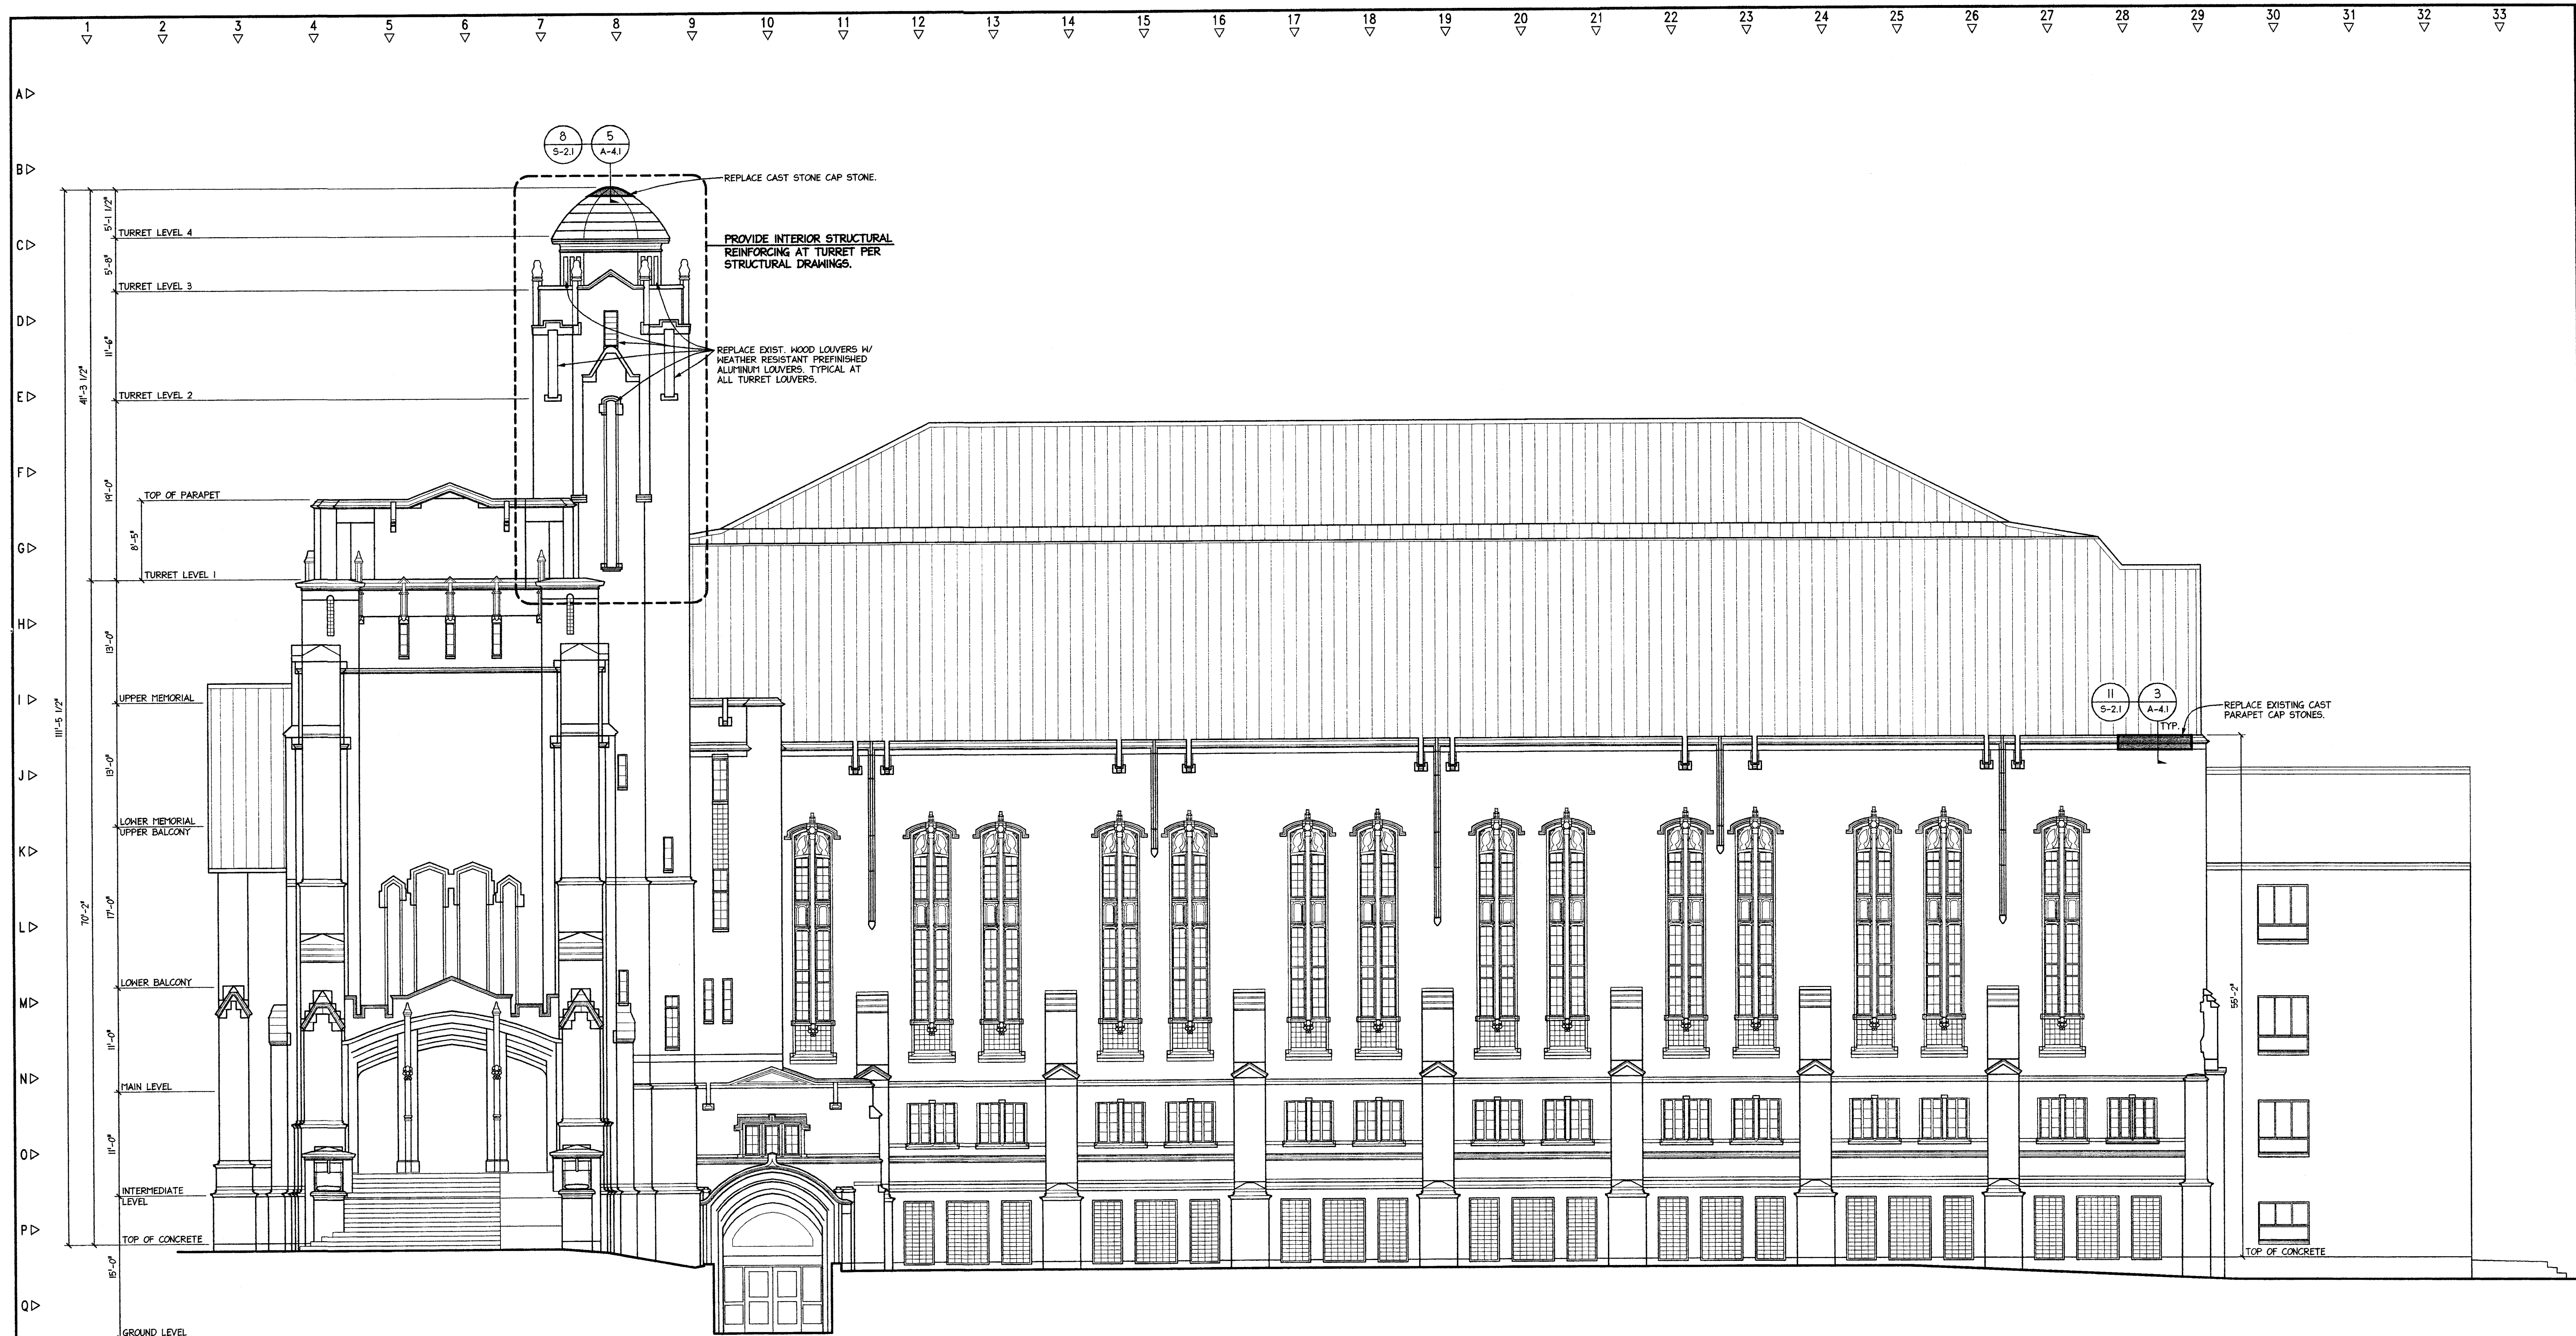 1 2 3 4 5 6 7 8 9 10 11 12 13 14 15 16 17 18 19 20 21 22 23 24 25 26 27 28 29 30 31 32 33
A
B
C
D
E
F
G
H
I
J
K
L
M
N
O
P
Q
8
S-2.1
5
A-4.1
REPLACE CAST STONE CAP STONE.
PROVIDE INTERIOR STRUCTURAL
REINFORCING AT TURRET PER
STRUCTURAL DRAWINGS.
REPLACE EXIST. WOOD LOUVERS W/
WEATHER RESISTANT PREFINISHED
ALUMINUM LOUVERS. TYPICAL AT
ALL TURRET LOUVERS.
5'-1 1/2"
TURRET LEVEL 4
5'-8"
TURRET LEVEL 3
11'-6"
41'-3 1/2"
TURRET LEVEL 2
19'-0"
TOP OF PARAPET
8'-5"
TURRET LEVEL 1
13'-0"
UPPER MEMORIAL
111'-5 1/2"
13'-0"
LOWER MEMORIAL
UPPER BALCONY
17'-0"
70'-2"
LOWER BALCONY
11'-0"
MAIN LEVEL
11'-0"
INTERMEDIATE
LEVEL
TOP OF CONCRETE
15'-0"
GROUND LEVEL
11
S-2.1
3
A-4.1
TYP.
REPLACE EXISTING CAST
PARAPET CAP STONES.
55'-2"
TOP OF CONCRETE